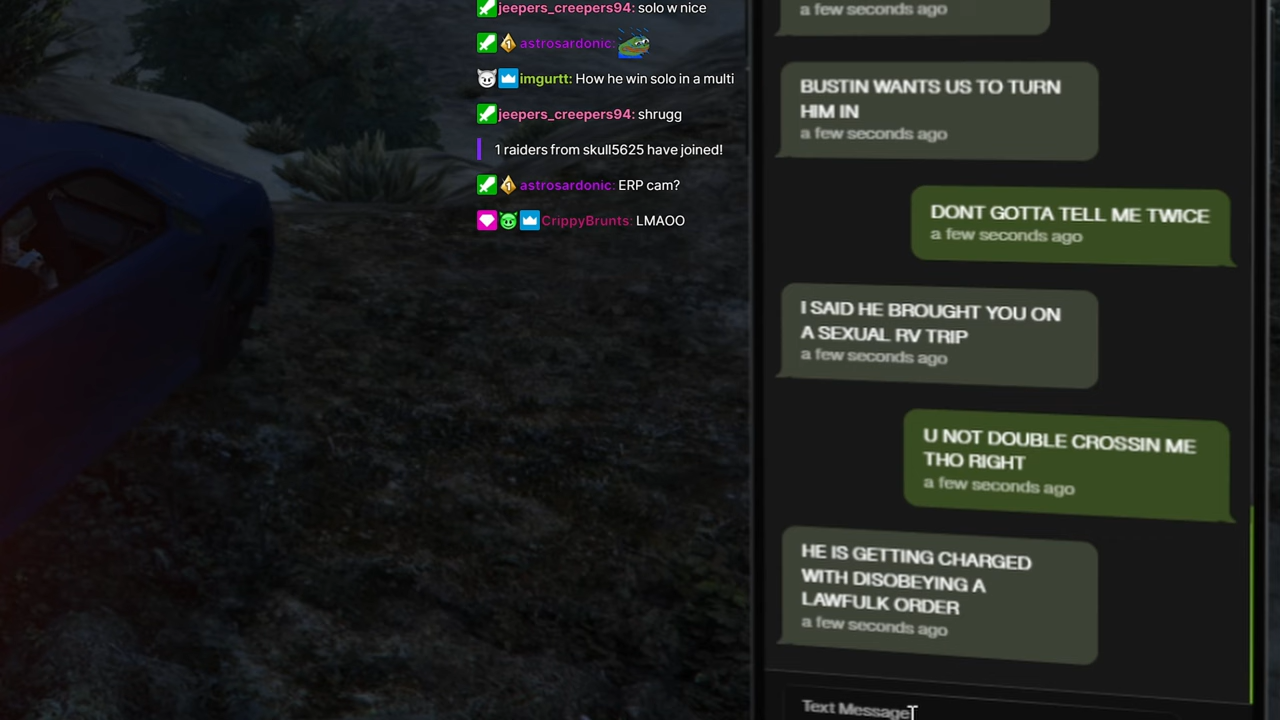 jeepers_creepers94: solo w nice
astrosardonic:
imgurtt: How he win solo in a multi
jeepers_creepers94: shrugg
1 raiders from skull5625 have joined!
astrosardonic: ERP cam?
CrippyBrunts: LMAOO
a few seconds ago
BUSTIN WANTS US TO TURN
HIM IN
a few seconds ago
DONT GOTTA TELL ME TWICE
a few seconds ago
I SAID HE BROUGHT YOU ON
A SEXUAL RV TRIP
a few seconds ago
U NOT DOUBLE CROSSIN ME
THO RIGHT
a few seconds ago
HE IS GETTING CHARGED
WITH DISOBEYING A
LAWFULK ORDER
a few seconds ago
Text Message